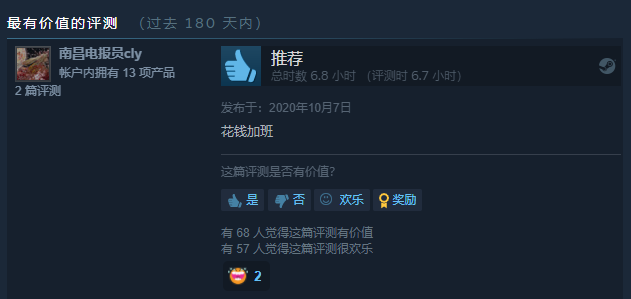 最有价值的评测 （过去 180 天内）
南昌电报员cly
帐户内拥有 13 项产品
2 篇评测
推荐
总时数 6.8 小时 （评测时 6.7 小时）
发布于：2020年10月7日
花钱加班
这篇评测是否有价值？
是 否 欢乐 奖励
有 68 人觉得这篇评测有价值
有 57 人觉得这篇评测很欢乐
2